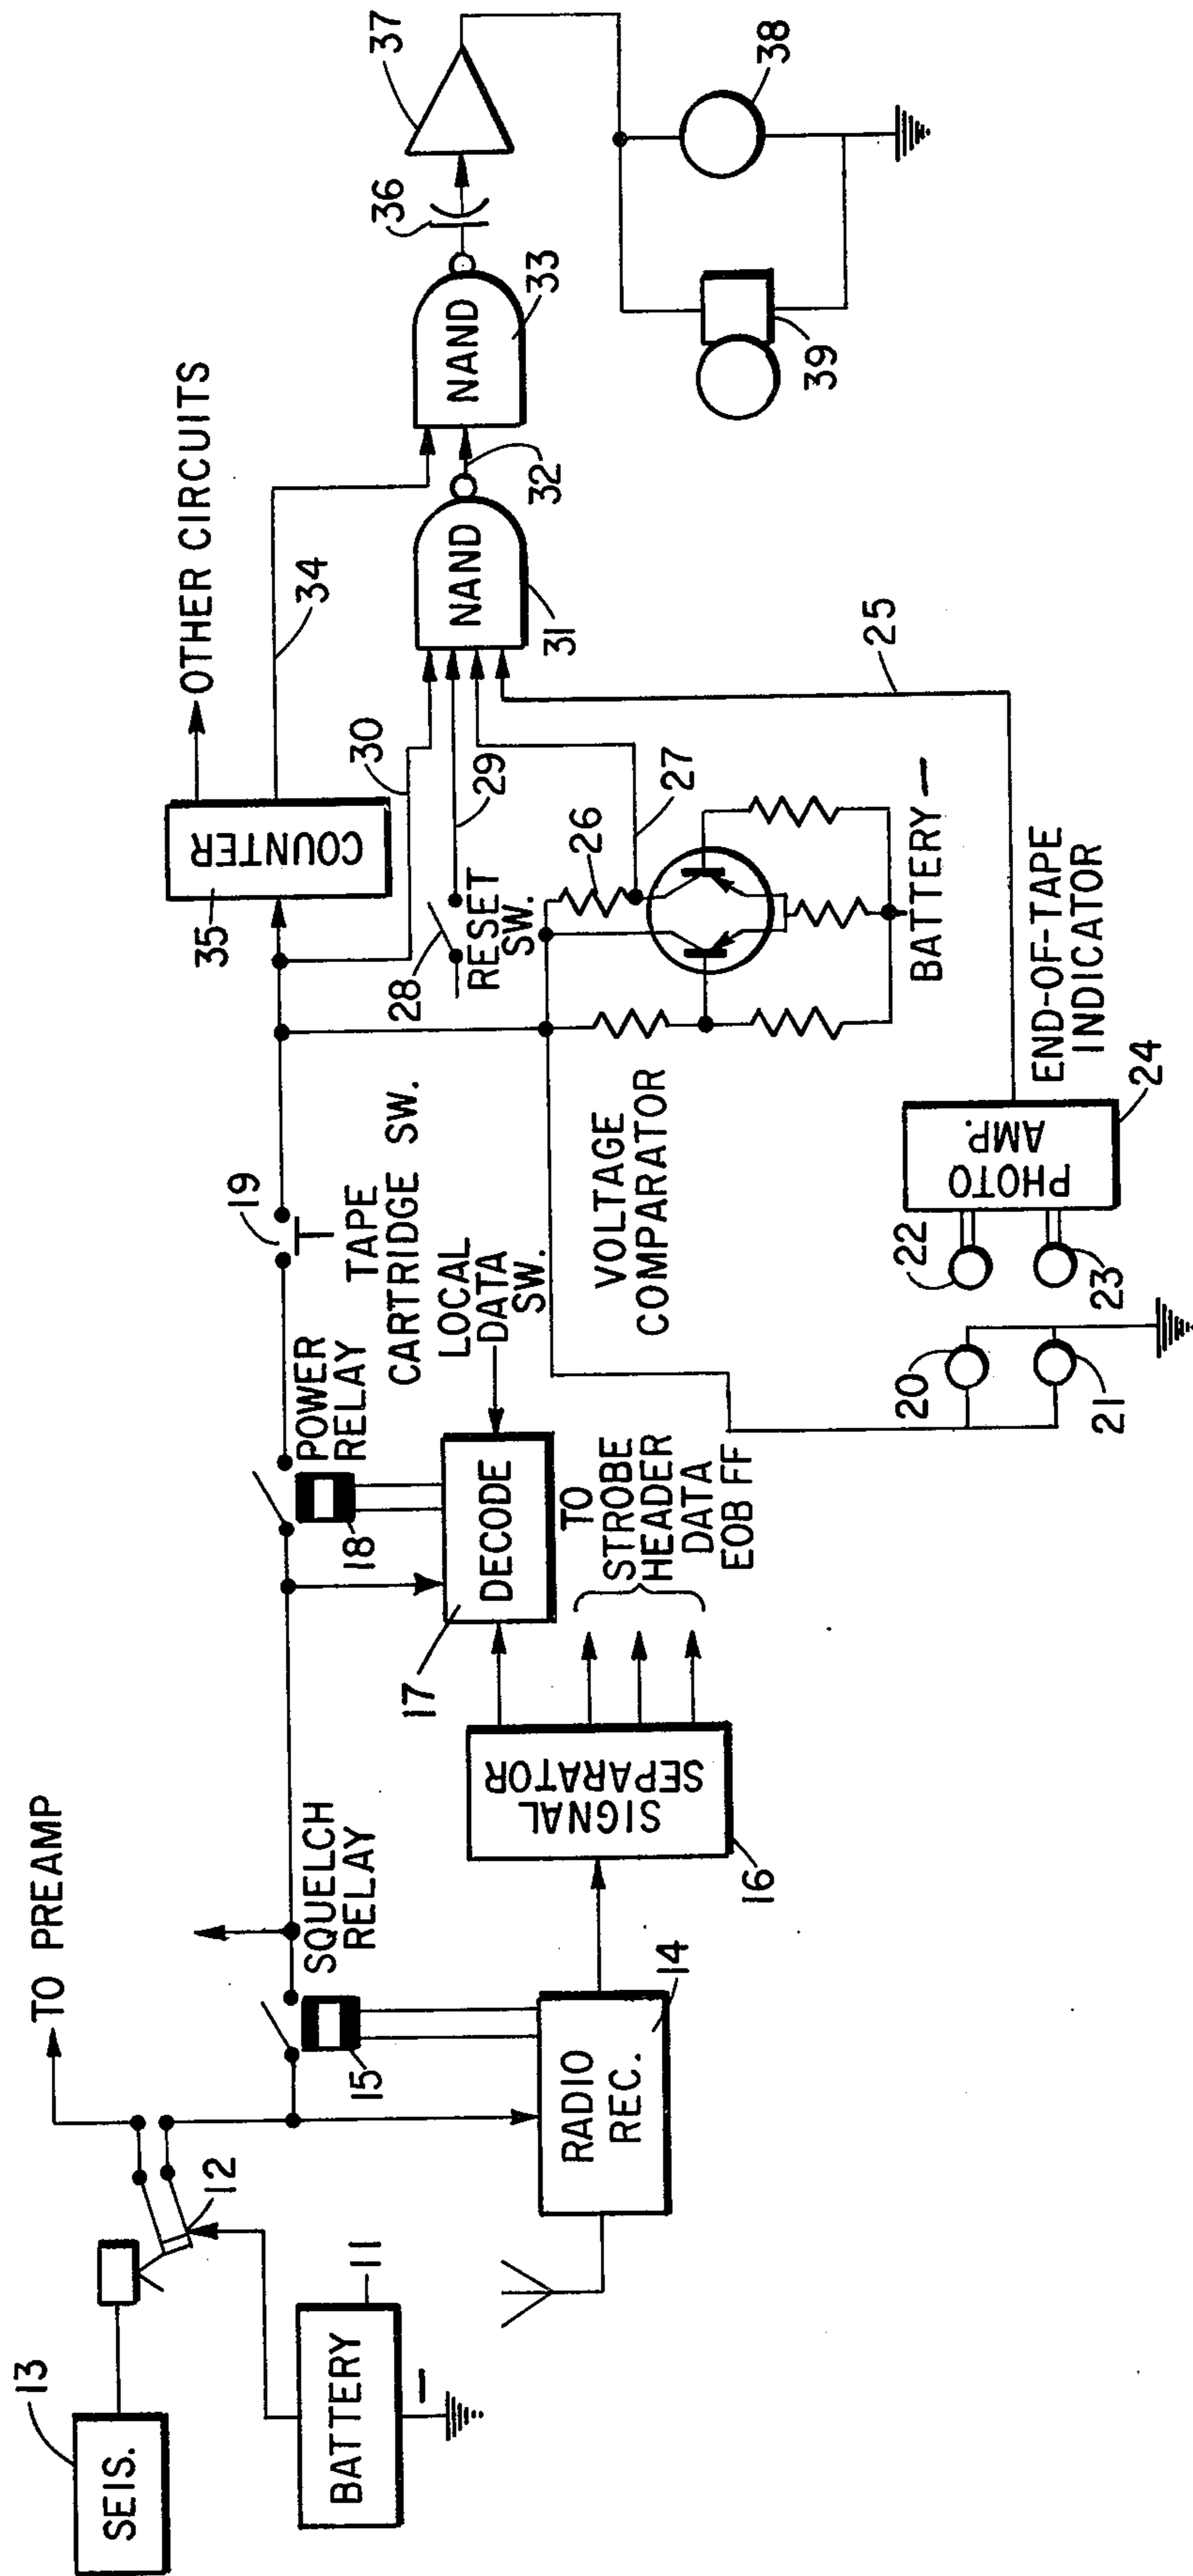 13
SEIS.
TO PREAMP
12
BATTERY
11
–
SQUELCH
RELAY
15
RADIO
REC.
14
SIGNAL
SEPARATOR
16
17
DECODE
18
POWER
RELAY
19
TAPE
CARTRIDGE SW.
LOCAL
DATA
SW.
TO
STROBE
HEADER
DATA
EOB FF
VOLTAGE
COMPARATOR
20
21
22
23
PHOTO
AMP.
24
END-OF-TAPE
INDICATOR
25
BATTERY –
26
27
28
RESET
SW.
29
30
35
COUNTER
OTHER CIRCUITS
34
NAND
31
32
NAND
33
36
37
38
39